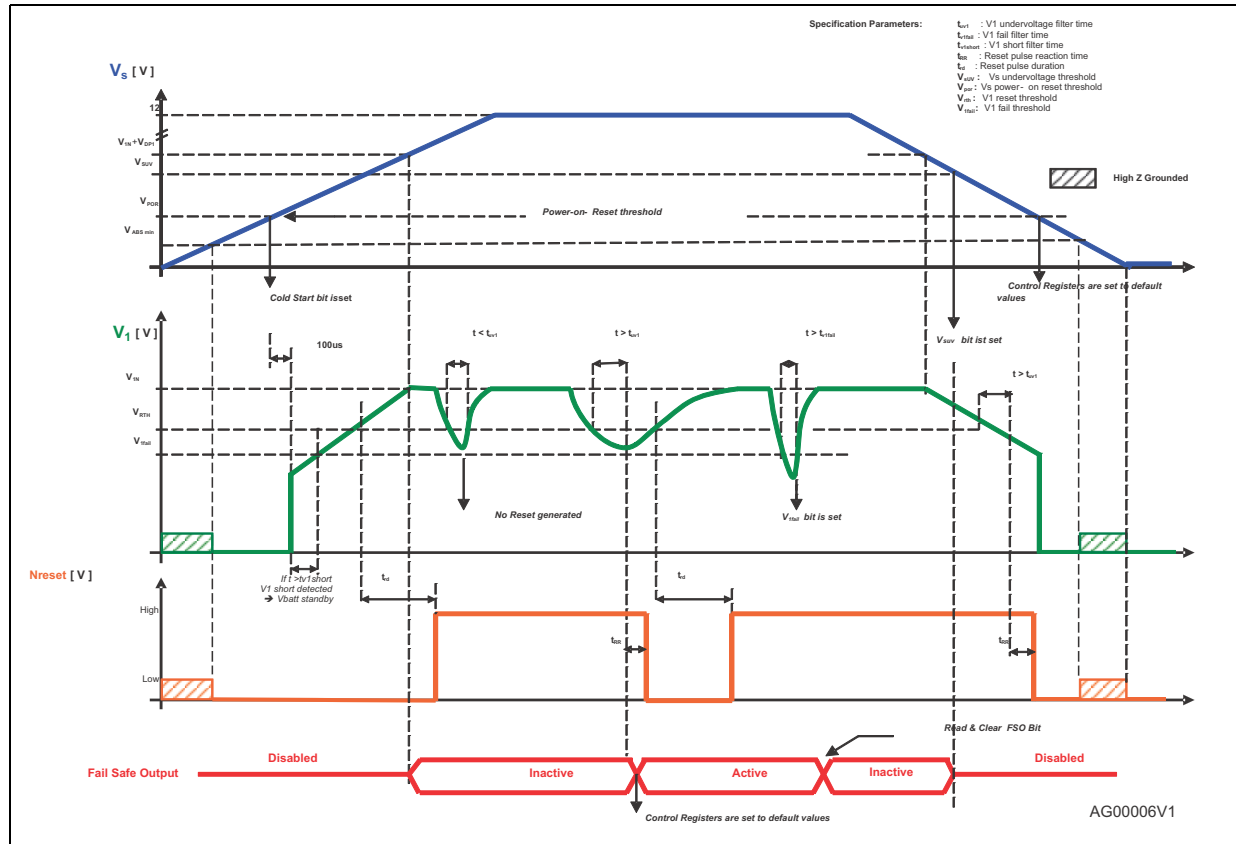 Specification Parameters:
tuv1 : V1 undervoltage filter time
tv1fail : V1 fail filter time
tv1short : V1 short filter time
tRR : Reset pulse reaction time
trd : Reset pulse duration
VsUV : Vs undervoltage threshold
Vpor : Vs power- on reset threshold
Vrth : V1 reset threshold
V1fail : V1 fail threshold
Vs [ V ]
12
V1N+VDP1
VSUV
VPOR
VABS min
Power-on- Reset threshold
High Z Grounded
Cold Start bit isset
Control Registers are set to default
values
Vsuv bit ist set
V1 [ V ]
100us
t < tuv1
t > tuv1
t > tv1fail
t > tuv1
V1N
VRTH
V1fail
No Reset generated
V1fail bit is set
If t >tv1short
V1 short detected
➔ Vbatt standby
Nreset [ V ]
High
Low
trd
trd
tRR
tRR
Read & Clear FSO Bit
Fail Safe Output
Disabled
Inactive
Active
Inactive
Disabled
Control Registers are set to default values
AG00006V1